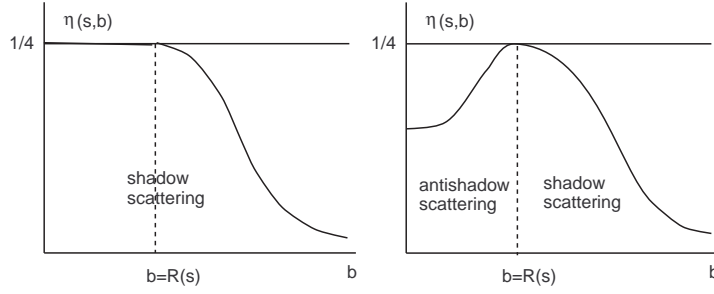 η(s,b)
1/4
shadow
scattering
b=R(s)
b
η(s,b)
1/4
antishadow
scattering
shadow
scattering
b=R(s)
b